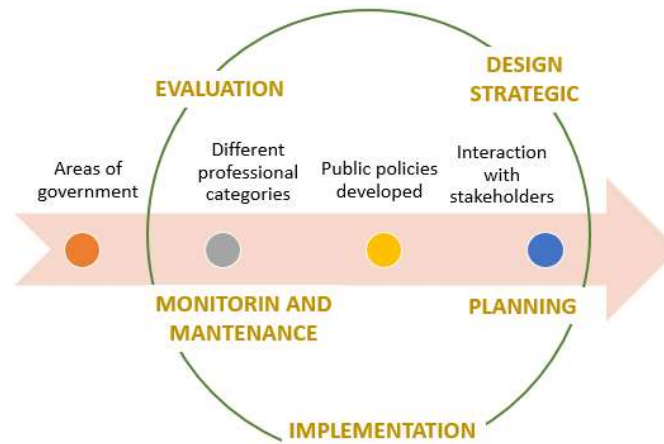 EVALUATION
DESIGN
STRATEGIC
Areas of
government
Different
professional
categories
Public policies
developed
Interaction
with
stakeholders
MONITORIN AND
MANTENANCE
PLANNING
IMPLEMENTATION